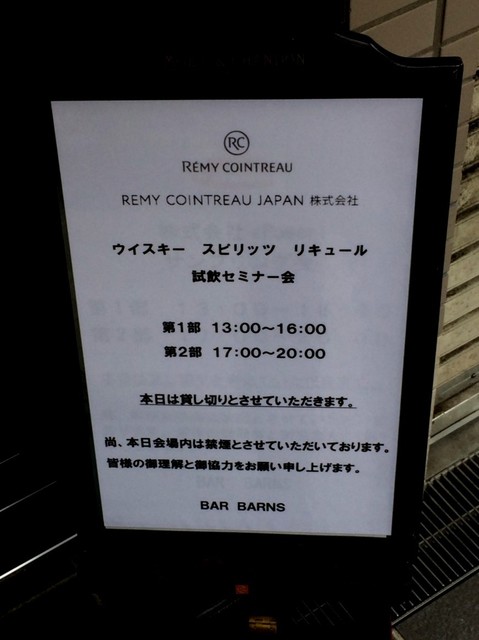 RC
RÉMY COINTREAU
REMY COINTREAU JAPAN 株式会社
ウイスキー スピリッツ リキュール
試飲セミナー会
第1部 13:00～16:00
第2部 17:00～20:00
本日は貸し切りとさせていただきます。
尚、本日会場内は禁煙とさせていただいております。
皆様の御理解と御協力をお願い申し上げます。
BAR BARNS